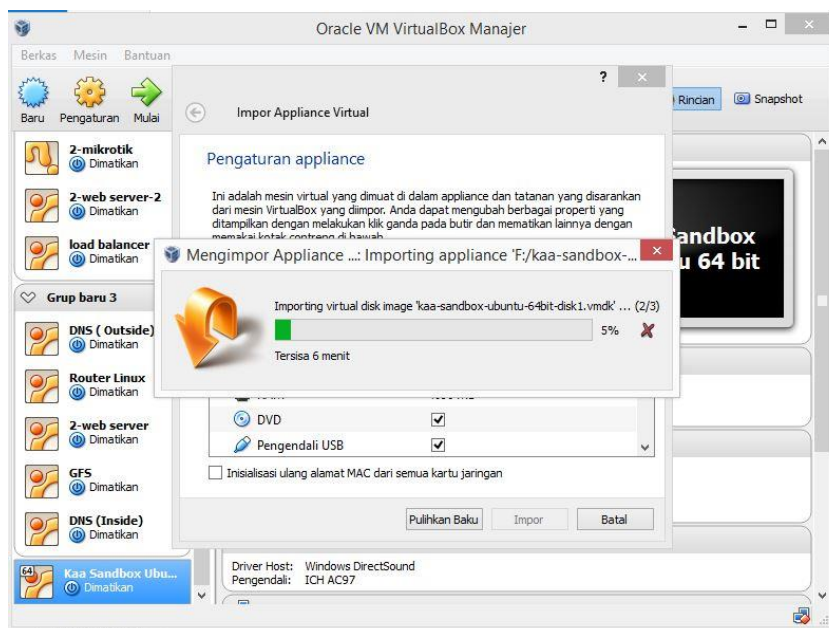 Oracle VM VirtualBox Manajer
Berkas Mesin Bantuan
Baru Pengaturan Mulai
Rincian Snapshot
2-mikrotik
Dimatikan
2-web server-2
Dimatikan
load balancer
Dimatikan
Grup baru 3
DNS ( Outside)
Dimatikan
Router Linux
Dimatikan
2-web server
Dimatikan
GFS
Dimatikan
DNS (Inside)
Dimatikan
64
Kaa Sandbox Ubu...
Dimatikan
?
Impor Appliance Virtual
Pengaturan appliance
Ini adalah mesin virtual yang dimuat di dalam appliance dan tatanan yang disarankan
dari mesin VirtualBox yang diimpor. Anda dapat mengubah berbagai properti yang
ditampilkan dengan melakukan klik ganda pada butir dan mematikan lainnya dengan
memakai kotak contreng di bawah.
Mengimpor Appliance ...: Importing appliance 'F:/kaa-sandbox-...
Importing virtual disk image 'kaa-sandbox-ubuntu-64bit-disk1.vmdk' ... (2/3)
5%
Tersisa 6 menit
DVD
Pengendali USB
Inisialisasi ulang alamat MAC dari semua kartu jaringan
Pulihkan Baku Impor Batal
andbox
u 64 bit
Driver Host: Windows DirectSound
Pengendali: ICH AC97